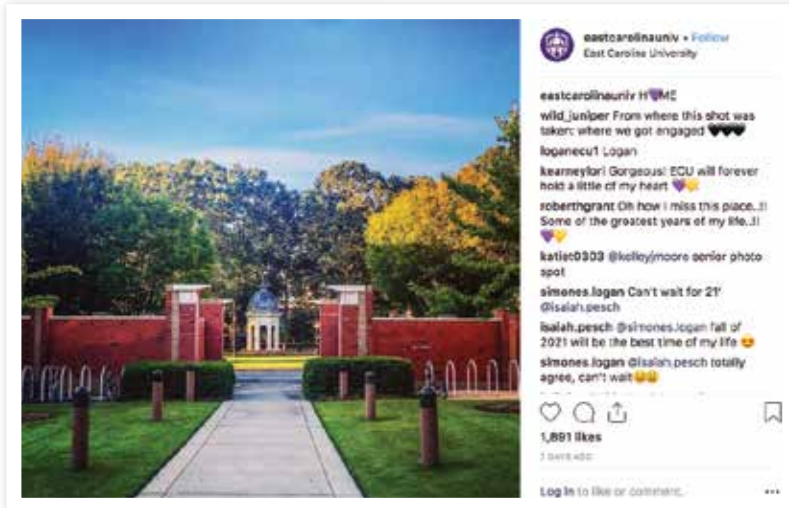 eastcarolinauniv • Follow
East Carolina University
eastcarolinauniv H💜ME
wild_juniper From where this shot was
taken: where we got engaged 🖤🖤🖤
loganecu1 Logan
kearneylori Gorgeous! ECU will forever
hold a little of my heart 💜💛
roberthgrant Oh how I miss this place..!!
Some of the greatest years of my life..!!
💜💛
katiet0303 @kelleyjmoore senior photo
spot
simones.logan Can't wait for 21'
@isaiah.pesch
isaiah.pesch @simones.logan fall of
2021 will be the best time of my life 😍
simones.logan @isaiah.pesch totally
agree, can't wait😩😩
1,891 likes
DAYS AGO
Log in to like or comment.